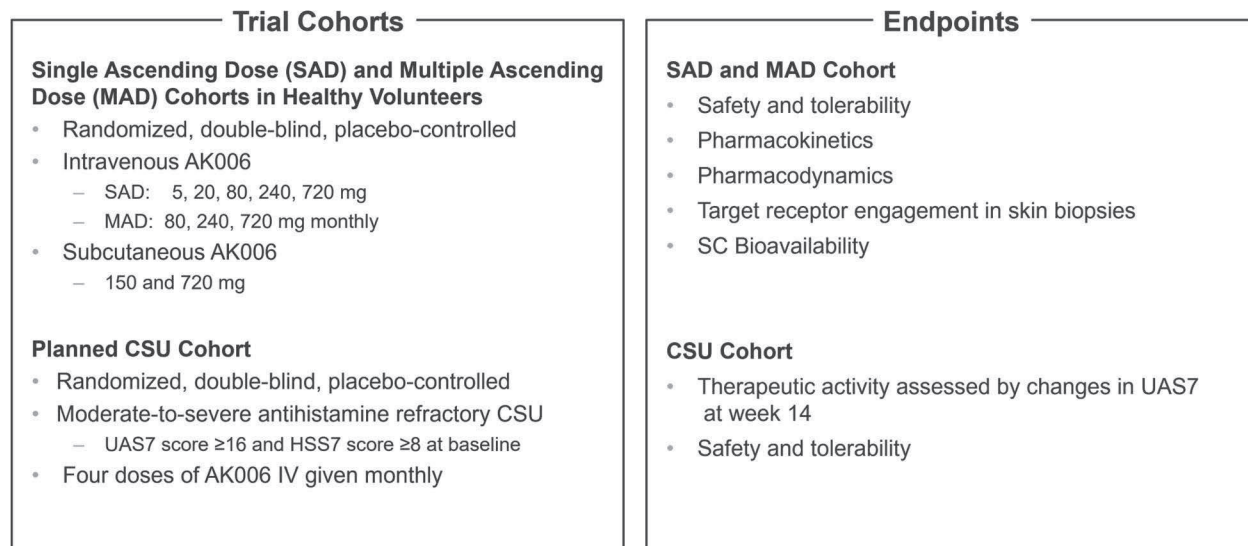 Trial Cohorts
Single Ascending Dose (SAD) and Multiple Ascending
Dose (MAD) Cohorts in Healthy Volunteers
• Randomized, double-blind, placebo-controlled
• Intravenous AK006
– SAD: 5, 20, 80, 240, 720 mg
– MAD: 80, 240, 720 mg monthly
• Subcutaneous AK006
– 150 and 720 mg
Planned CSU Cohort
• Randomized, double-blind, placebo-controlled
• Moderate-to-severe antihistamine refractory CSU
– UAS7 score ≥16 and HSS7 score ≥8 at baseline
• Four doses of AK006 IV given monthly
Endpoints
SAD and MAD Cohort
• Safety and tolerability
• Pharmacokinetics
• Pharmacodynamics
• Target receptor engagement in skin biopsies
• SC Bioavailability
CSU Cohort
• Therapeutic activity assessed by changes in UAS7
at week 14
• Safety and tolerability